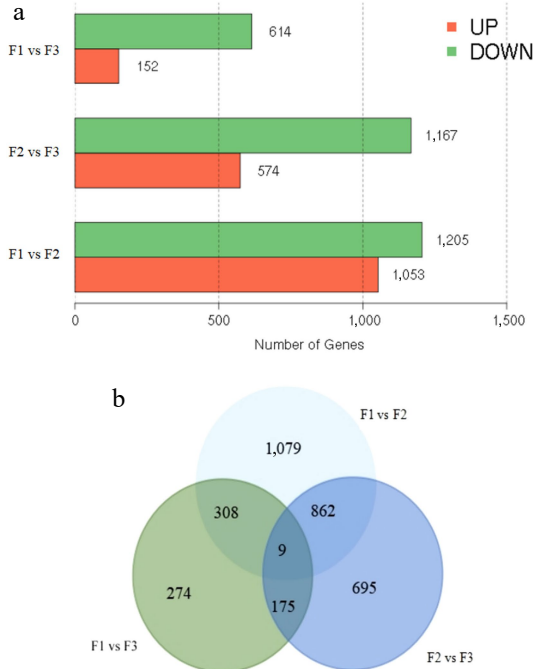 a
UP
DOWN
F1 vs F3
614
152
F2 vs F3
1,167
574
F1 vs F2
1,205
1,053
0 500 1,000 1,500
Number of Genes
b
F1 vs F2
1,079
308 862
9
274 175 695
F1 vs F3 F2 vs F3